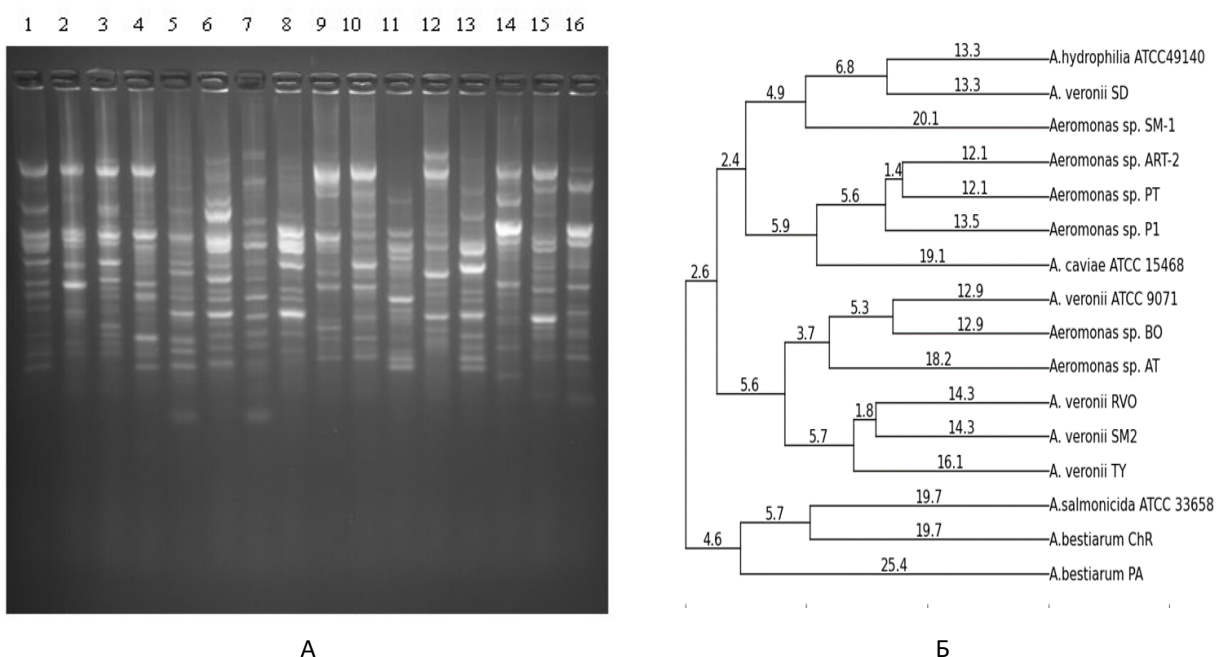 1 2 3 4 5 6 7 8 9 10 11 12 13 14 15 16
13.3
A.hydrophilia ATCC49140
6.8
13.3
A. veronii SD
4.9
20.1
Aeromonas sp. SM-1
2.4
12.1
Aeromonas sp. ART-2
1.4
12.1
Aeromonas sp. PT
5.6
13.5
Aeromonas sp. P1
5.9
19.1
A. caviae ATCC 15468
2.6
12.9
A. veronii ATCC 9071
5.3
12.9
Aeromonas sp. BO
3.7
18.2
Aeromonas sp. AT
5.6
14.3
A. veronii RVO
1.8
14.3
A. veronii SM2
5.7
16.1
A. veronii TY
19.7
A.salmonicida ATCC 33658
5.7
19.7
A.bestiarum ChR
4.6
25.4
A.bestiarum PA
А Б